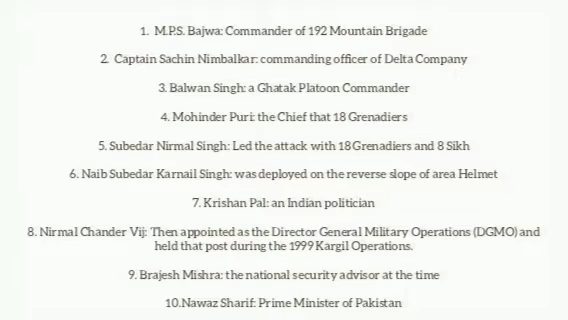 1. M.P.S. Bajwa: Commander of 192 Mountain Brigade
2. Captain Sachin Nimbalkar: commanding officer of Delta Company
3. Balwan Singh: a Ghatak Platoon Commander
4. Mohinder Puri: the Chief that 18 Grenadiers
5. Subedar Nirmal Singh: Led the attack with 18 Grenadiers and 8 Sikh
6. Naib Subedar Karnail Singh: was deployed on the reverse slope of area Helmet
7. Krishan Pal: an Indian politician
8. Nirmal Chander Vij: Then appointed as the Director General Military Operations (DGMO) and
held that post during the 1999 Kargil Operations.
9. Brajesh Mishra: the national security advisor at the time
10.Nawaz Sharif: Prime Minister of Pakistan